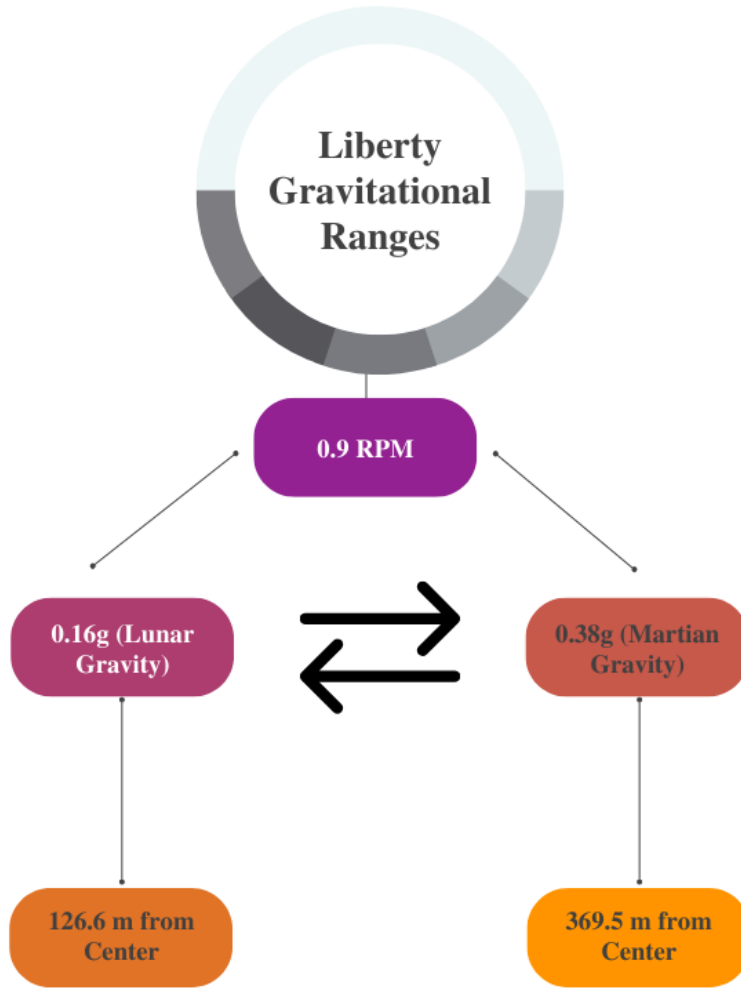 Liberty
Gravitational
Ranges
0.9 RPM
0.16g (Lunar
Gravity)
0.38g (Martian
Gravity)
126.6 m from
Center
369.5 m from
Center